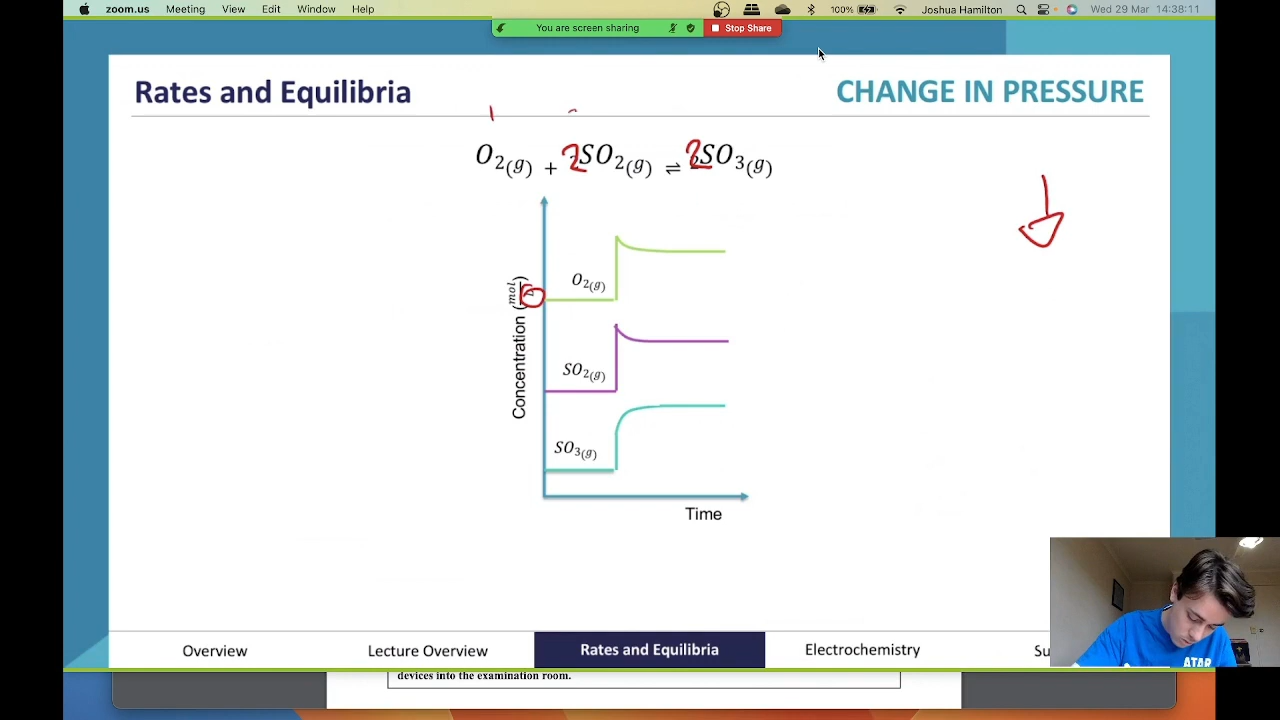 zoom.us Meeting View Edit Window Help 100% Joshua Hamilton Wed 29 Mar 14:38:11
You are screen sharing Stop Share
Rates and Equilibria CHANGE IN PRESSURE
O₂(g) + 2SO₂(g) ⇌ 2SO₃(g)
Concentration (mol
O₂(g)
SO₂(g)
SO₃(g)
Time
ATAR
Overview Lecture Overview Rates and Equilibria Electrochemistry
devices into the examination room.